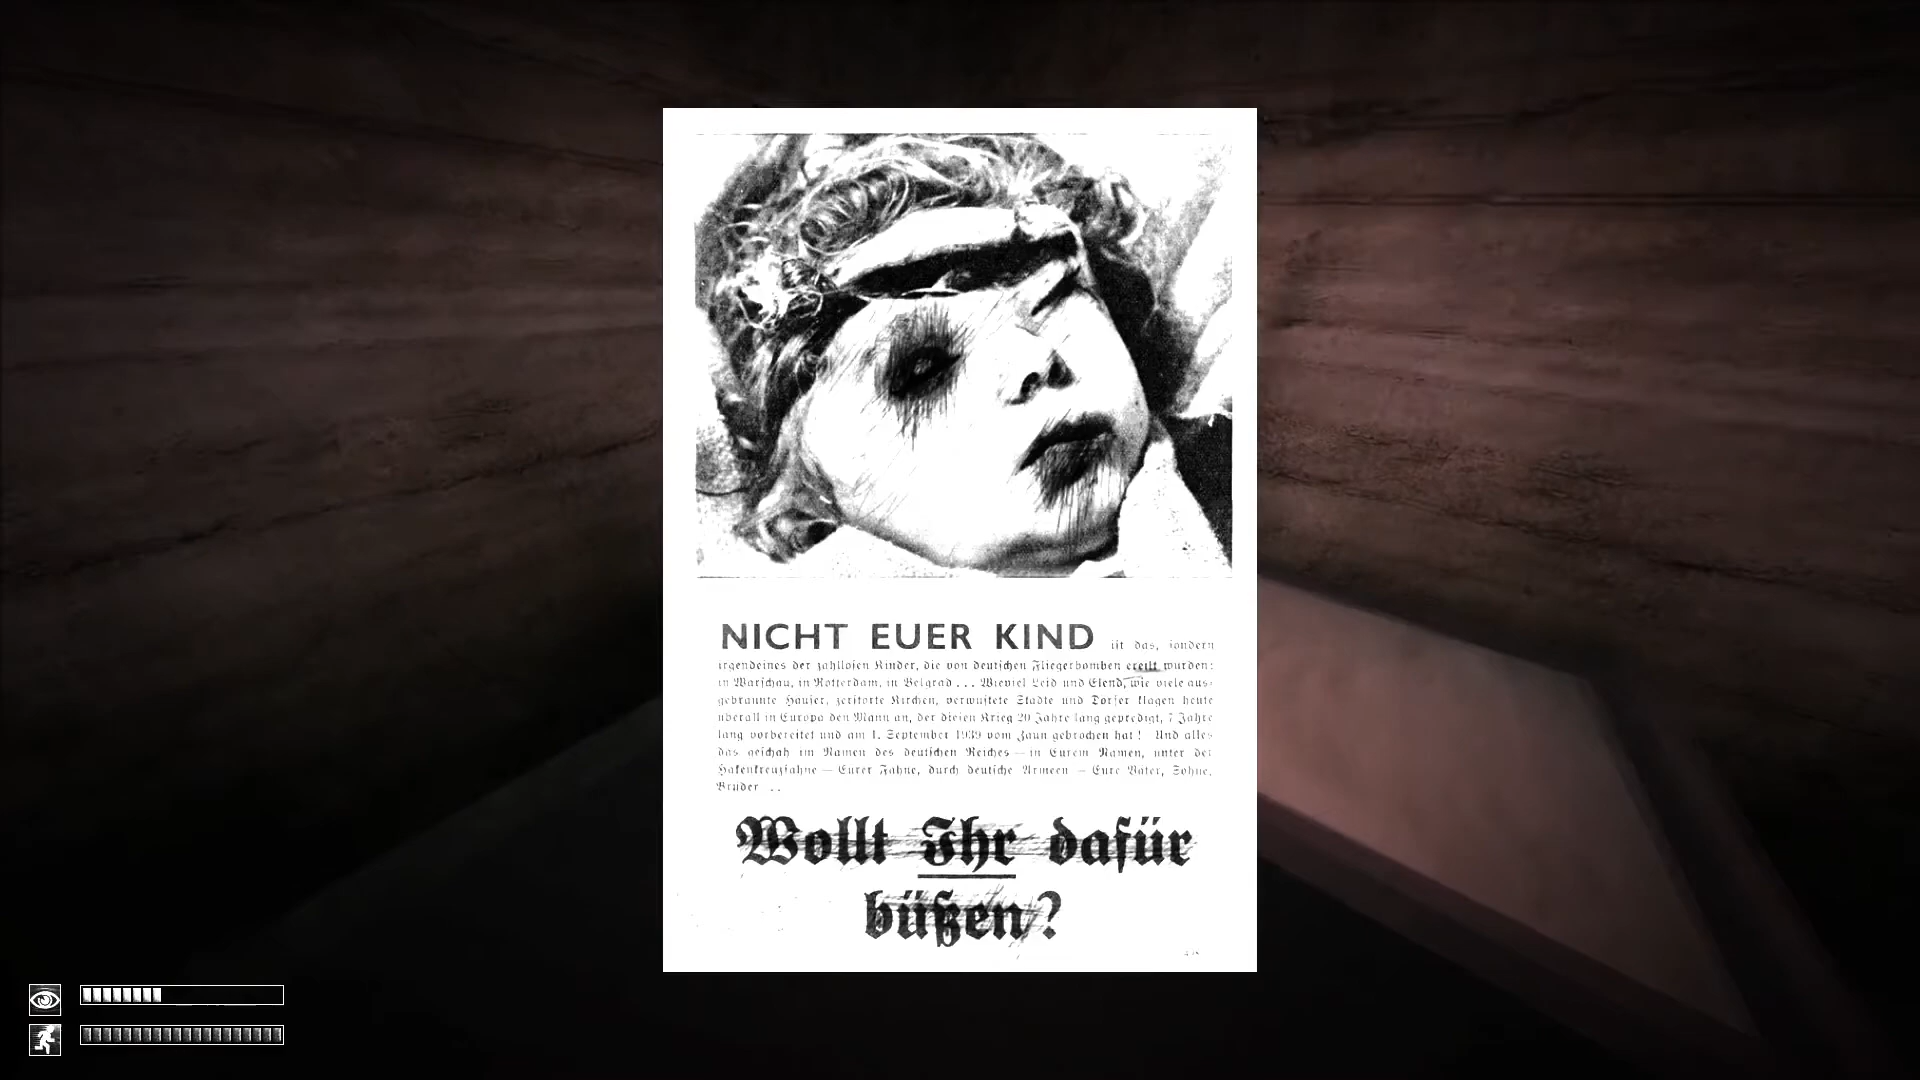 NICHT EUER KIND ist das, sondern
irgendeines der zahllosen Kinder, die von deutschen Fliegerbomben ereilt wurden:
in Warschau, in Rotterdam, in Belgrad ... Wieviel Leid und Elend, wie viele aus-
gebrannte Häuser, zerstörte Kirchen, verwüstete Städte und Dörfer klagen heute
überall in Europa den Mann an, der diesen Krieg 20 Jahre lang gepredigt, 7 Jahre
lang vorbereitet und am 1. September 1939 vom Zaun gebrochen hat! Und alles
das geschah im Namen des deutschen Reiches — in Eurem Namen, unter der
Hakenkreuzfahne — Eurer Fahne, durch deutsche Armeen — Eure Väter, Söhne,
Brüder ..
Wollt Ihr dafür
büßen?